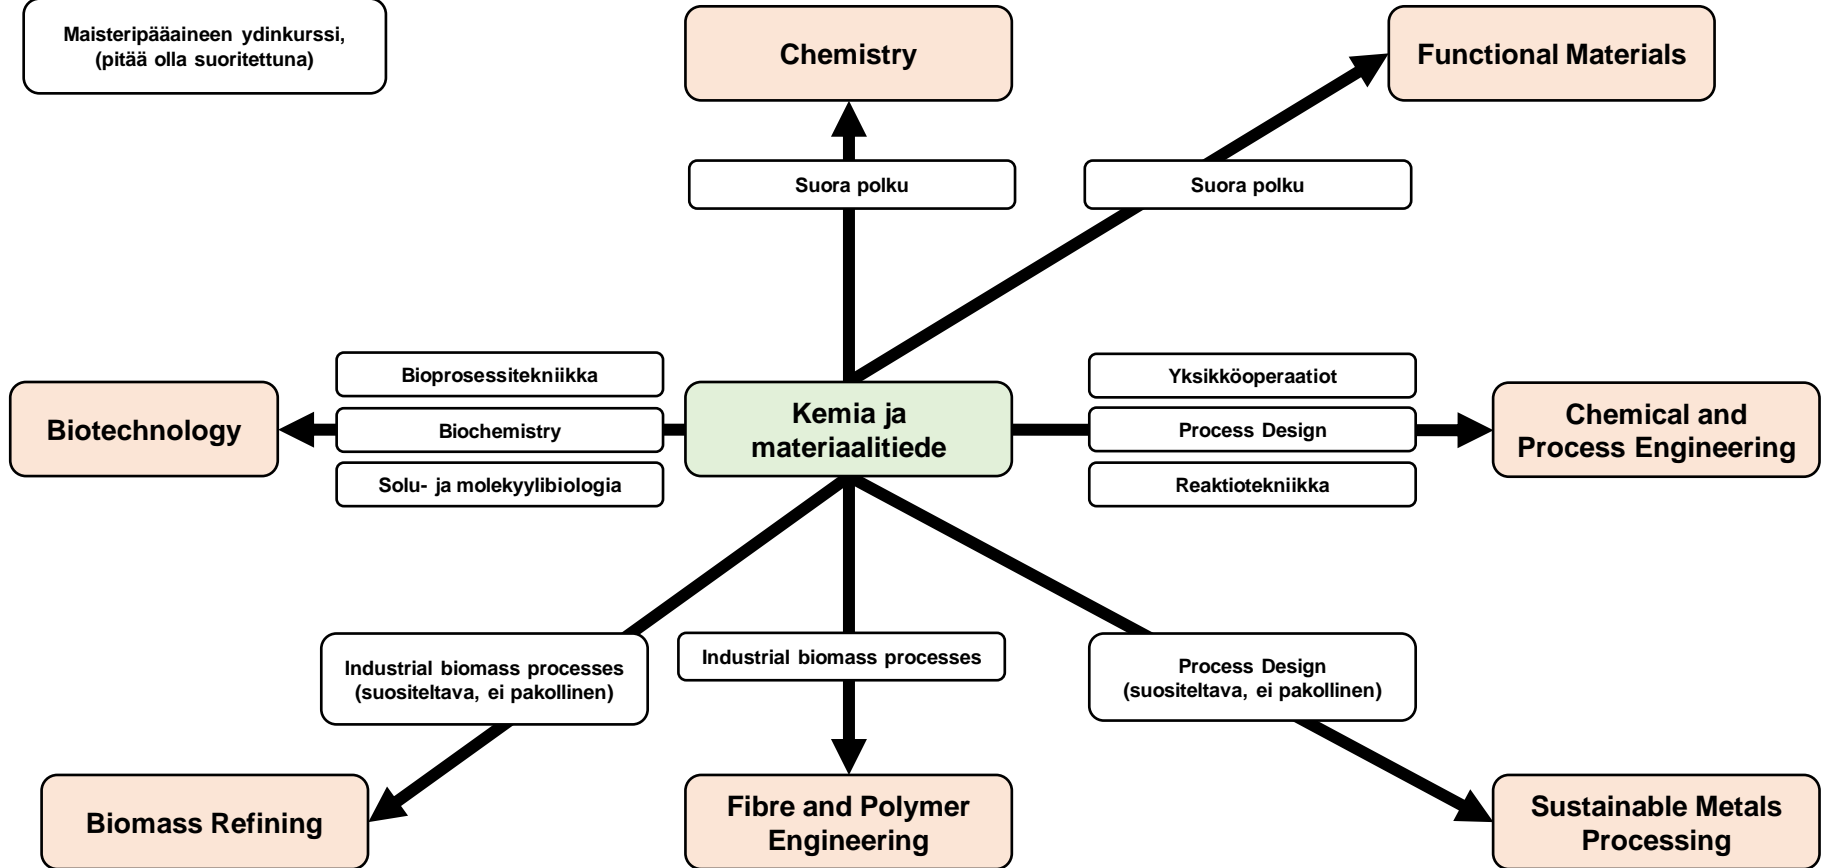 Maisteripääaineen ydinkurssi,
(pitää olla suoritettuna)
Chemistry
Functional Materials
Suora polku
Suora polku
Bioprosessitekniikka
Biochemistry
Solu- ja molekyylibiologia
Biotechnology
Kemia ja
materiaalitiede
Yksikköoperaatiot
Process Design
Reaktiotekniikka
Chemical and
Process Engineering
Industrial biomass processes
(suositeltava, ei pakollinen)
Industrial biomass processes
Process Design
(suositeltava, ei pakollinen)
Biomass Refining
Fibre and Polymer
Engineering
Sustainable Metals
Processing